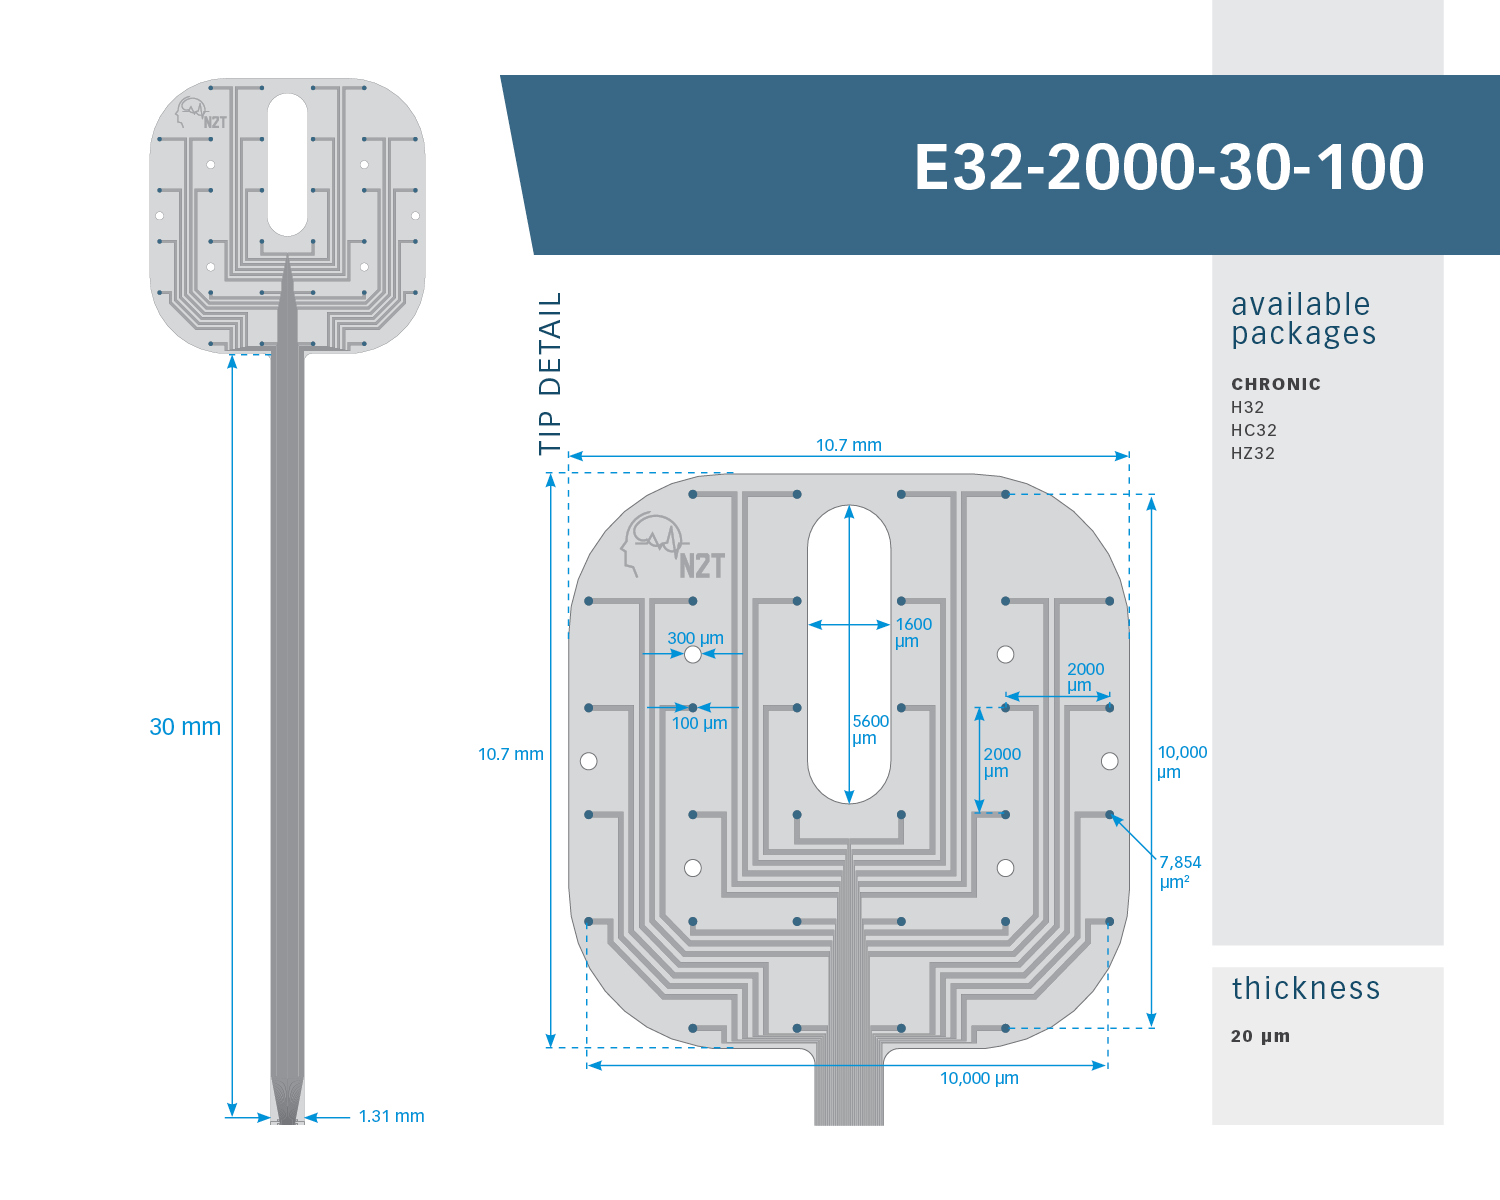 N2T
E32-2000-30-100
available
packages
CHRONIC
H32
HC32
HZ32
TIP DETAIL
10.7 mm
N2T
1600
µm
300 µm
2000
µm
100 µm
5600
µm
30 mm
10.7 mm
2000
µm
10,000
µm
7,854
µm²
thickness
20 µm
10,000 µm
1.31 mm